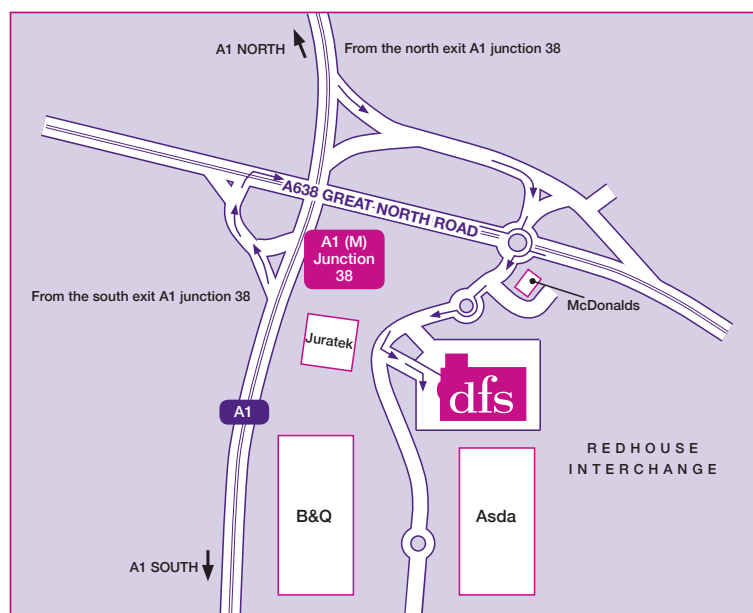 A1 NORTH
From the north exit A1 junction 38
A638 GREAT NORTH ROAD
A1 (M)
Junction
38
From the south exit A1 junction 38
McDonalds
Juratek
dfs
A1
REDHOUSE
INTERCHANGE
B&Q
Asda
A1 SOUTH